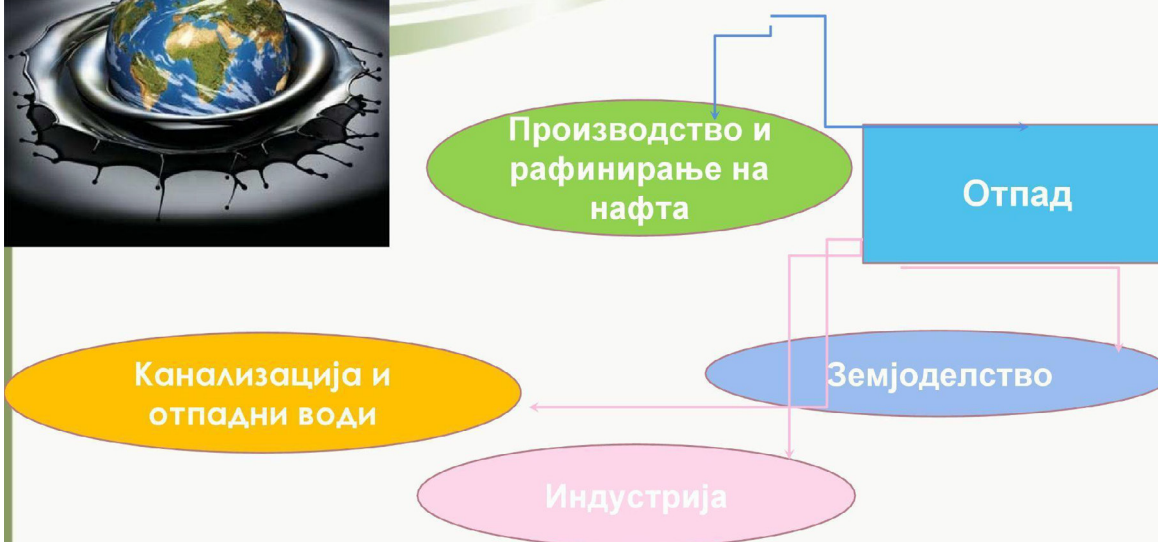 Производство и
рафинирање на
нафта
Отпад
Канализација и
отпадни води
Земјоделство
Индустрија